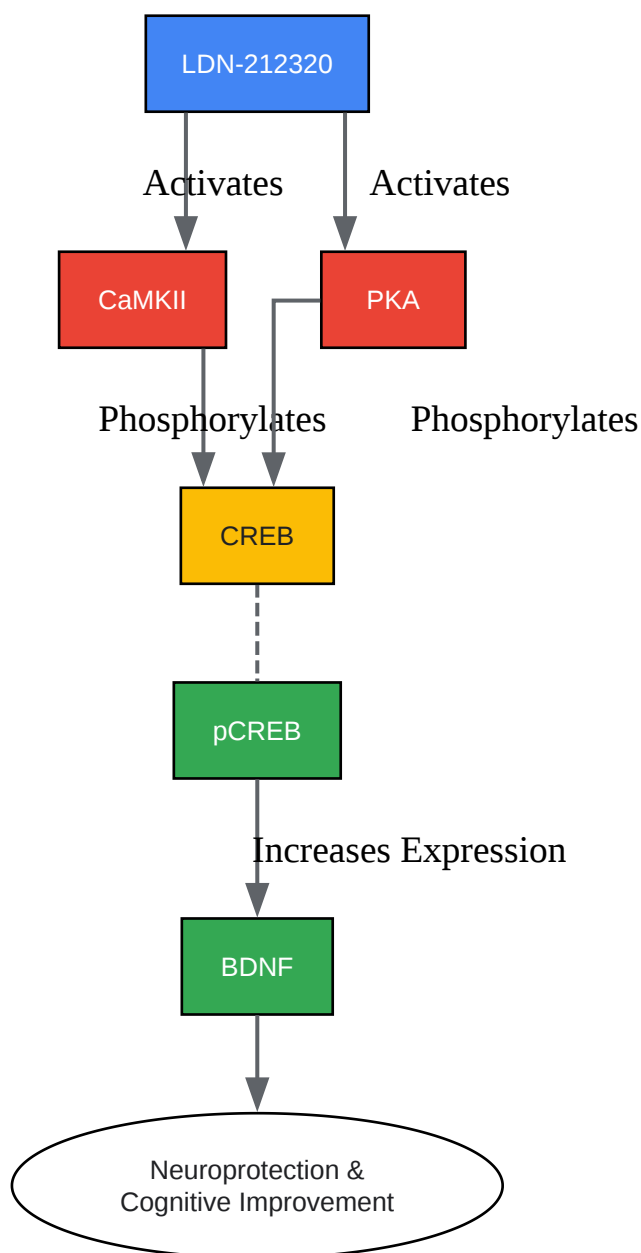 LDN-212320
Activates
Activates
CaMKII
PKA
Phosphorylates
Phosphorylates
CREB
pCREB
Increases Expression
BDNF
Neuroprotection &
Cognitive Improvement